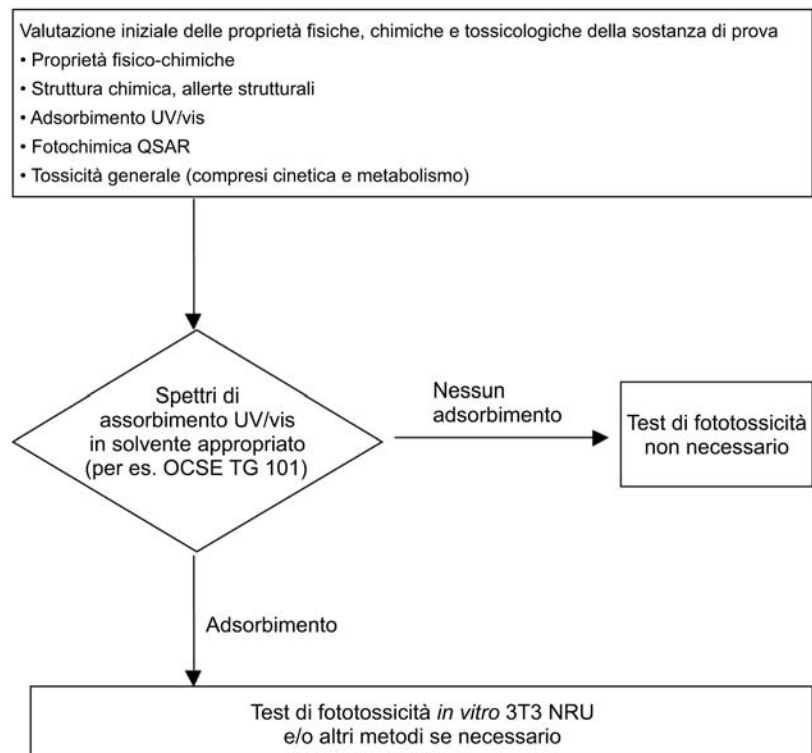 Valutazione iniziale delle proprietà fisiche, chimiche e tossicologiche della sostanza di prova
• Proprietà fisico-chimiche
• Struttura chimica, allerte strutturali
• Adsorbimento UV/vis
• Fotochimica QSAR
• Tossicità generale (compresi cinetica e metabolismo)
Spettri di
assorbimento UV/vis
in solvente appropriato
(per es. OCSE TG 101)
Nessun
adsorbimento
Test di fototossicità
non necessario
Adsorbimento
Test di fototossicità in vitro 3T3 NRU
e/o altri metodi se necessario